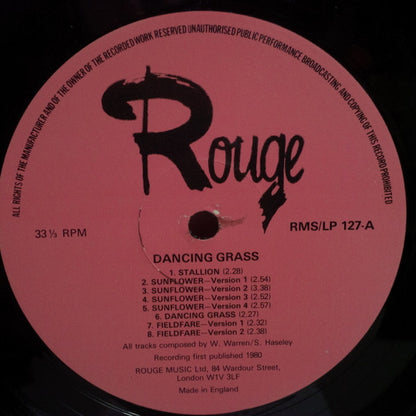 ALL RIGHTS OF THE MANUFACTURER AND OF THE OWNER OF THE RECORDED WORK RESERVED UNAUTHORISED PUBLIC PERFORMANCE BROADCASTING AND COPYING OF THIS RECORD PROHIBITED
Rouge
33⅓ RPM
RMS/LP 127-A
DANCING GRASS
1. STALLION (2.28)
2. SUNFLOWER—Version 1 (2.54)
3. SUNFLOWER—Version 2 (3.38)
4. SUNFLOWER—Version 3 (2.52)
5. SUNFLOWER—Version 4 (2.57)
6. DANCING GRASS (2.27)
7. FIELDFARE—Version 1 (2.32)
8. FIELDFARE—Version 2 (2.38)
All tracks composed by W. Warren/S. Haseley
Recording first published 1980
ROUGE MUSIC Ltd, 84 Wardour Street,
London W1V 3LF
Made in England